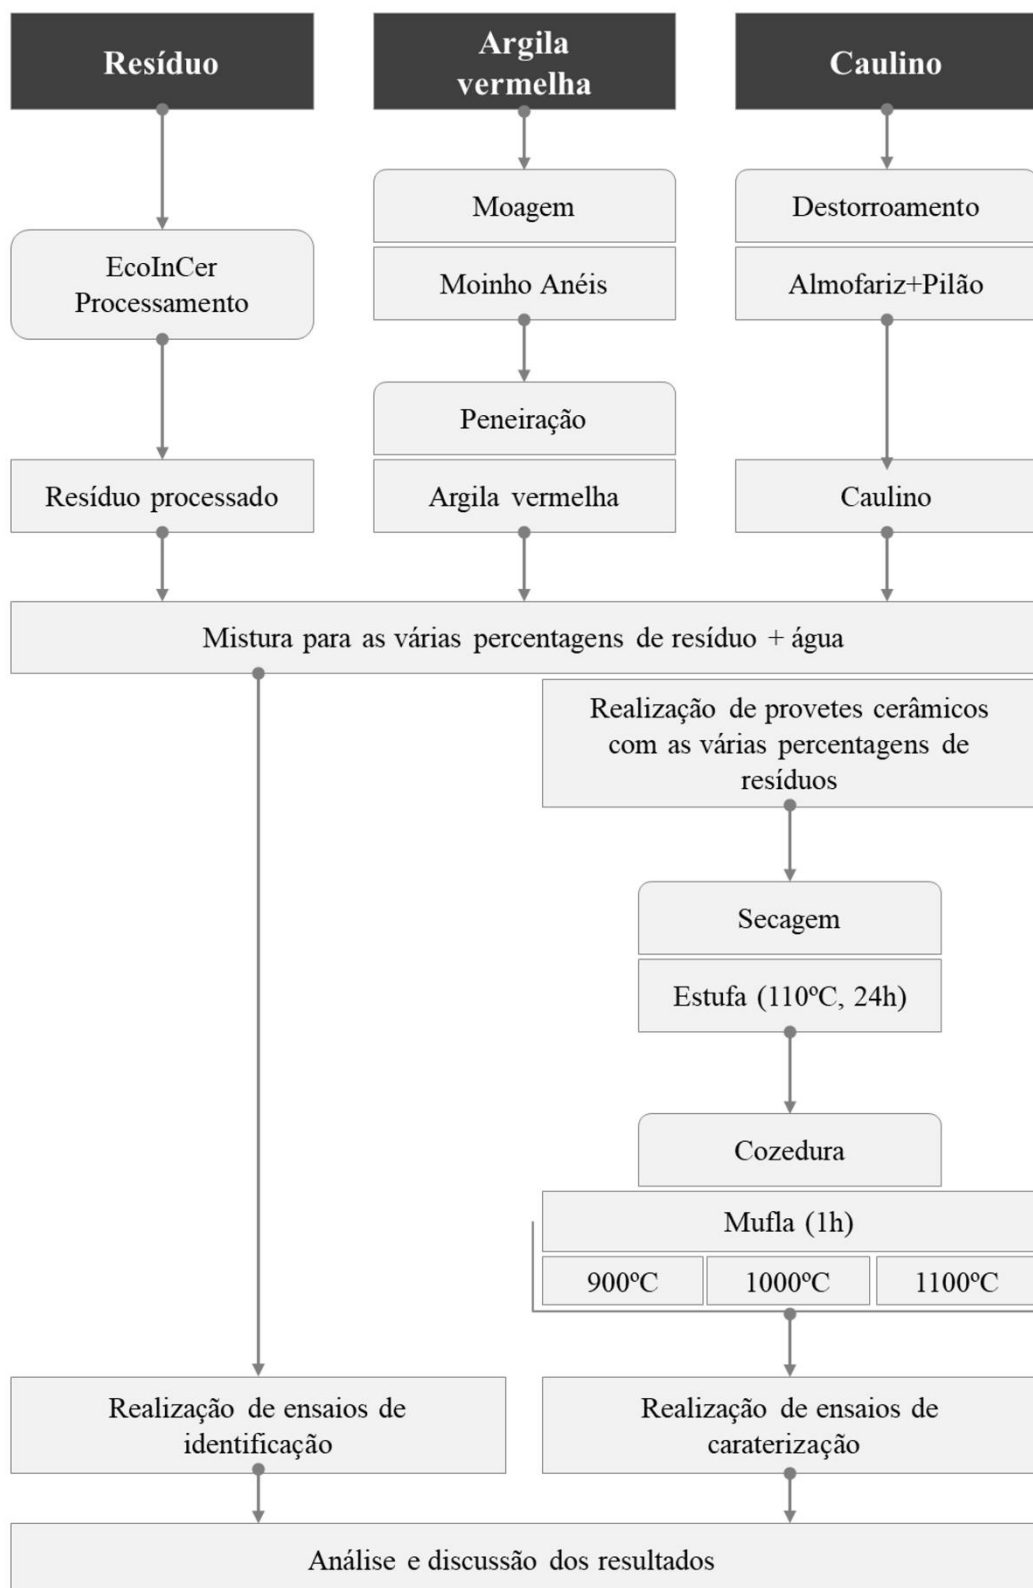 Resíduo
Argila
vermelha
Caulino
Moagem
Destorroamento
EcoInCer
Processamento
Moinho Anéis
Almofariz+Pilão
Peneiração
Resíduo processado
Argila vermelha
Caulino
Mistura para as várias percentagens de resíduo + água
Realização de provetes cerâmicos
com as várias percentagens de
resíduos
Secagem
Estufa (110ºC, 24h)
Cozedura
Mufla (1h)
900ºC
1000ºC
1100ºC
Realização de ensaios de
identificação
Realização de ensaios de
caraterização
Análise e discussão dos resultados